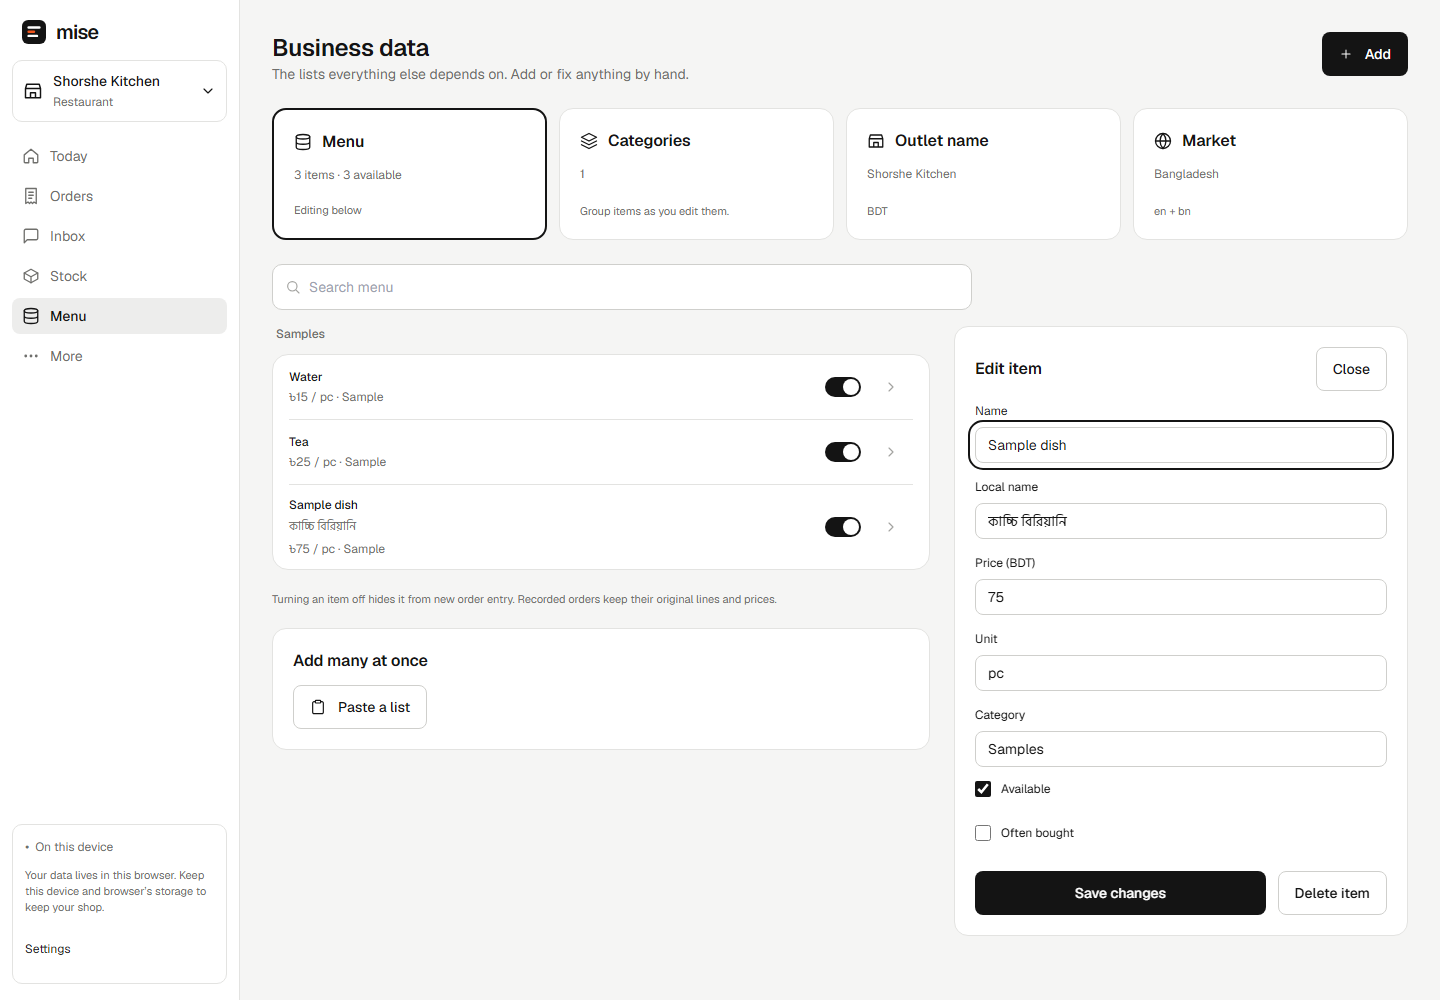 mise
Shorshe Kitchen
Restaurant
Today
Orders
Inbox
Stock
Menu
More
• On this device
Your data lives in this browser. Keep
this device and browser's storage to
keep your shop.
Settings
Business data
The lists everything else depends on. Add or fix anything by hand.
+ Add
Menu
3 items · 3 available
Editing below
Categories
1
Group items as you edit them.
Outlet name
Shorshe Kitchen
BDT
Market
Bangladesh
en + bn
Search menu
Samples
Water
৳15 / pc · Sample
Tea
৳25 / pc · Sample
Sample dish
কাচ্চি বিরিয়ানি
৳75 / pc · Sample
Turning an item off hides it from new order entry. Recorded orders keep their original lines and prices.
Add many at once
Paste a list
Edit item
Close
Name
Sample dish
Local name
কাচ্চি বিরিয়ানি
Price (BDT)
75
Unit
pc
Category
Samples
Available
Often bought
Save changes
Delete item